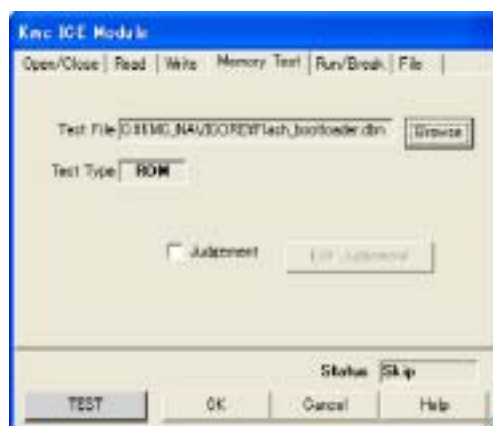 Kmc ICE Module
Open/Close Read Write Memory Test Run/Break File
Test File Browse
Test Type ROM
Judgement Edit Judgement
Status Skip
TEST OK Cancel Help